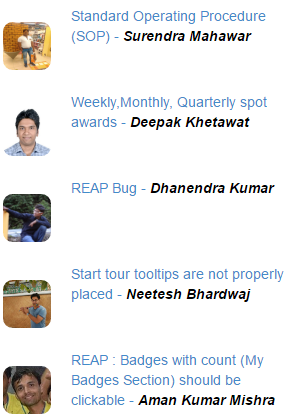 Standard Operating Procedure
(SOP) - Surendra Mahawar
Weekly,Monthly, Quarterly spot
awards - Deepak Khetawat
REAP Bug - Dhanendra Kumar
Start tour tooltips are not properly
placed - Neetesh Bhardwaj
REAP : Badges with count (My
Badges Section) should be
clickable - Aman Kumar Mishra